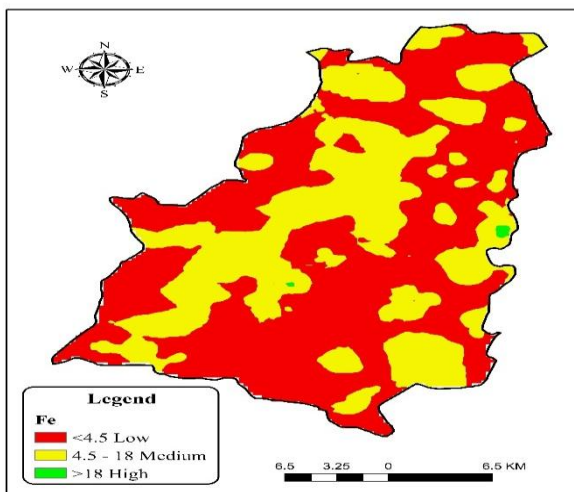 N
W E
S
Legend
Fe
<4.5 Low
4.5 - 18 Medium
>18 High
6.5 3.25 0 6.5 KM